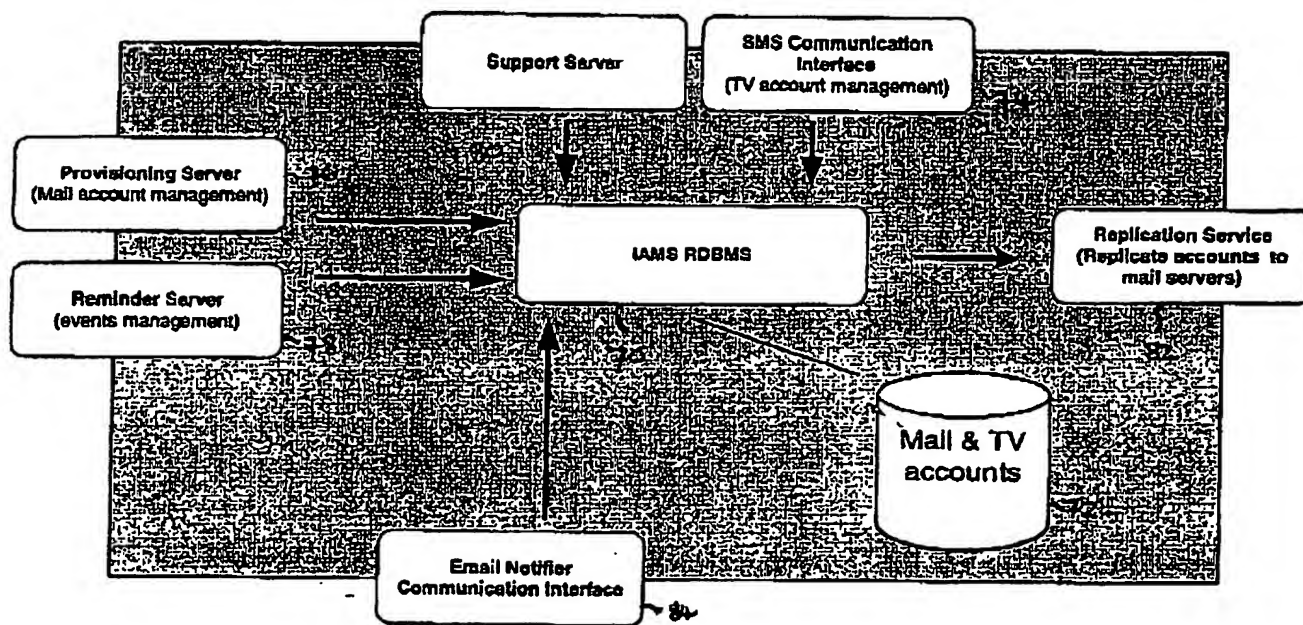 Support Server
SMS Communication
Interface
(TV account management)
Provisioning Server
(Mail account management)
IAMS RDBMS
Replication Service
(Replicate accounts to
mail servers)
Reminder Server
(events management)
Mail & TV
accounts
Email Notifier
Communication Interface
84